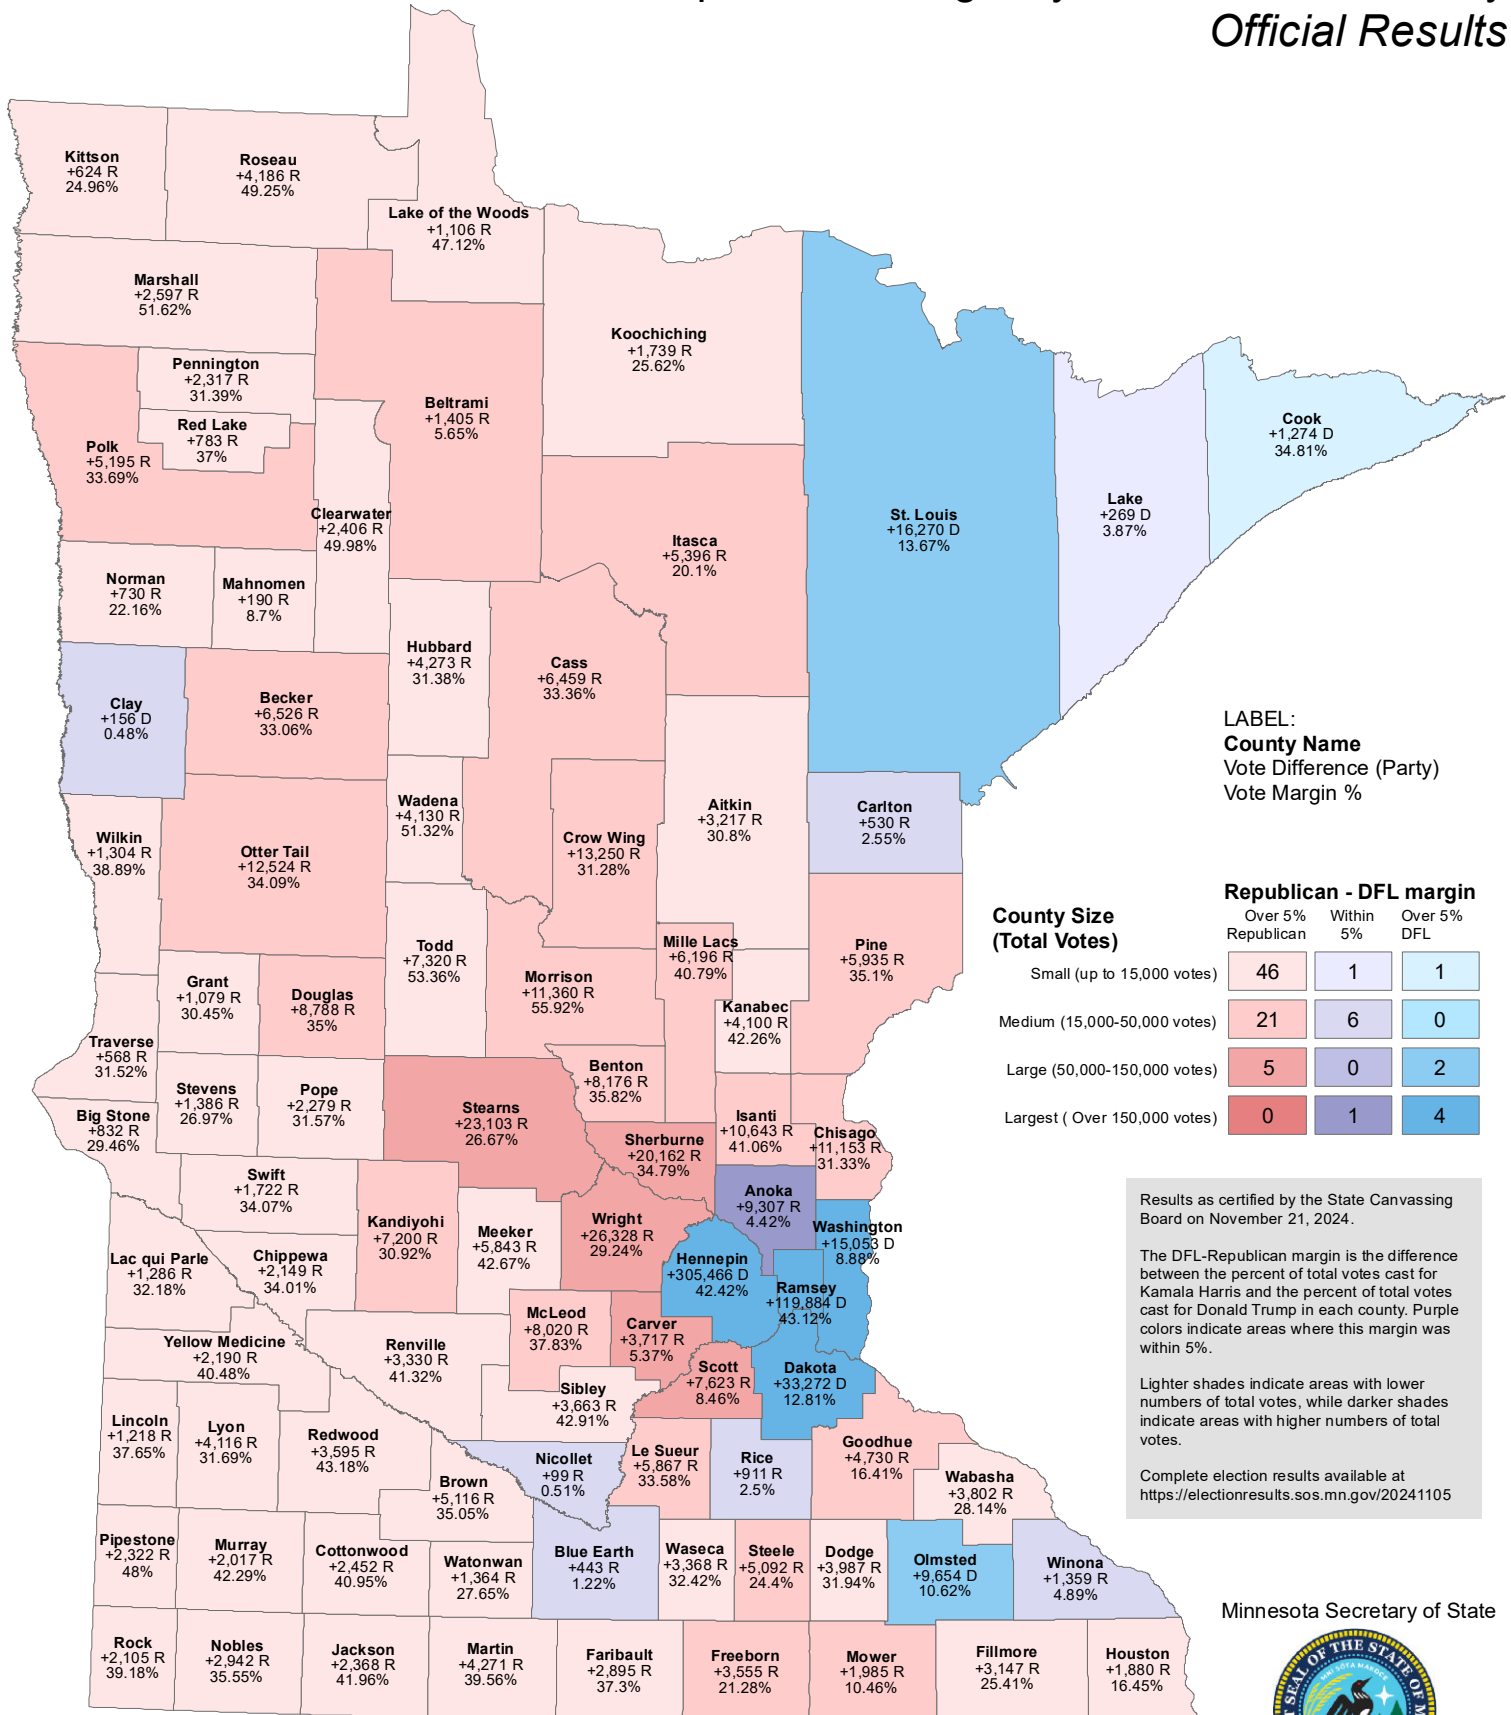 Official Results
Kittson
+624 R
24.96%
Roseau
+4,186 R
49.25%
Lake of the Woods
+1,106 R
47.12%
Marshall
+2,597 R
51.62%
Koochiching
+1,739 R
25.62%
Pennington
+2,317 R
31.39%
Beltrami
+1,405 R
5.65%
Red Lake
+783 R
37%
Polk
+5,195 R
33.69%
Cook
+1,274 D
34.81%
Lake
+269 D
3.87%
St. Louis
+16,270 D
13.67%
Clearwater
+2,406 R
49.98%
Itasca
+5,396 R
20.1%
Norman
+730 R
22.16%
Mahnomen
+190 R
8.7%
Hubbard
+4,273 R
31.38%
Cass
+6,459 R
33.36%
Clay
+156 D
0.48%
Becker
+6,526 R
33.06%
LABEL:
County Name
Vote Difference (Party)
Vote Margin %
Wadena
+4,130 R
51.32%
Aitkin
+3,217 R
30.8%
Carlton
+530 R
2.55%
Wilkin
+1,304 R
38.89%
Otter Tail
+12,524 R
34.09%
Crow Wing
+13,250 R
31.28%
Republican - DFL margin
County Size
(Total Votes)
Over 5%
Republican
Within
5%
Over 5%
DFL
Small (up to 15,000 votes) 46 1 1
Medium (15,000-50,000 votes) 21 6 0
Large (50,000-150,000 votes) 5 0 2
Largest ( Over 150,000 votes) 0 1 4
Todd
+7,320 R
53.36%
Mille Lacs
+6,196 R
40.79%
Pine
+5,935 R
35.1%
Grant
+1,079 R
30.45%
Douglas
+8,788 R
35%
Morrison
+11,360 R
55.92%
Kanabec
+4,100 R
42.26%
Traverse
+568 R
31.52%
Benton
+8,176 R
35.82%
Stevens
+1,386 R
26.97%
Pope
+2,279 R
31.57%
Stearns
+23,103 R
26.67%
Big Stone
+832 R
29.46%
Isanti
+10,643 R
41.06%
Chisago
+11,153 R
31.33%
Sherburne
+20,162 R
34.79%
Swift
+1,722 R
34.07%
Anoka
+9,307 R
4.42%
Kandiyohi
+7,200 R
30.92%
Meeker
+5,843 R
42.67%
Wright
+26,328 R
29.24%
Washington
+15,053 D
8.88%
Lac qui Parle
+1,286 R
32.18%
Chippewa
+2,149 R
34.01%
Hennepin
+305,466 D
42.42%
Ramsey
+119,884 D
43.12%
McLeod
+8,020 R
37.83%
Carver
+3,717 R
5.37%
Yellow Medicine
+2,190 R
40.48%
Renville
+3,330 R
41.32%
Scott
+7,623 R
8.46%
Dakota
+33,272 D
12.81%
Sibley
+3,663 R
42.91%
Results as certified by the State Canvassing
Board on November 21, 2024.
The DFL-Republican margin is the difference
between the percent of total votes cast for
Kamala Harris and the percent of total votes
cast for Donald Trump in each county. Purple
colors indicate areas where this margin was
within 5%.
Lighter shades indicate areas with lower
numbers of total votes, while darker shades
indicate areas with higher numbers of total
votes.
Complete election results available at
https://electionresults.sos.mn.gov/20241105
Lincoln
+1,218 R
37.65%
Lyon
+4,116 R
31.69%
Redwood
+3,595 R
43.18%
Brown
+5,116 R
35.05%
Nicollet
+99 R
0.51%
Le Sueur
+5,867 R
33.58%
Rice
+911 R
2.5%
Goodhue
+4,730 R
16.41%
Wabasha
+3,802 R
28.14%
Pipestone
+2,322 R
48%
Murray
+2,017 R
42.29%
Cottonwood
+2,452 R
40.95%
Watonwan
+1,364 R
27.65%
Blue Earth
+443 R
1.22%
Waseca
+3,368 R
32.42%
Steele
+5,092 R
24.4%
Dodge
+3,987 R
31.94%
Olmsted
+9,654 D
10.62%
Winona
+1,359 R
4.89%
Rock
+2,105 R
39.18%
Nobles
+2,942 R
35.55%
Jackson
+2,368 R
41.96%
Martin
+4,271 R
39.56%
Faribault
+2,895 R
37.3%
Freeborn
+3,555 R
21.28%
Mower
+1,985 R
10.46%
Fillmore
+3,147 R
25.41%
Houston
+1,880 R
16.45%
Minnesota Secretary of State
SEAL OF THE STATE OF M
MNI SÓTA MAKOCE